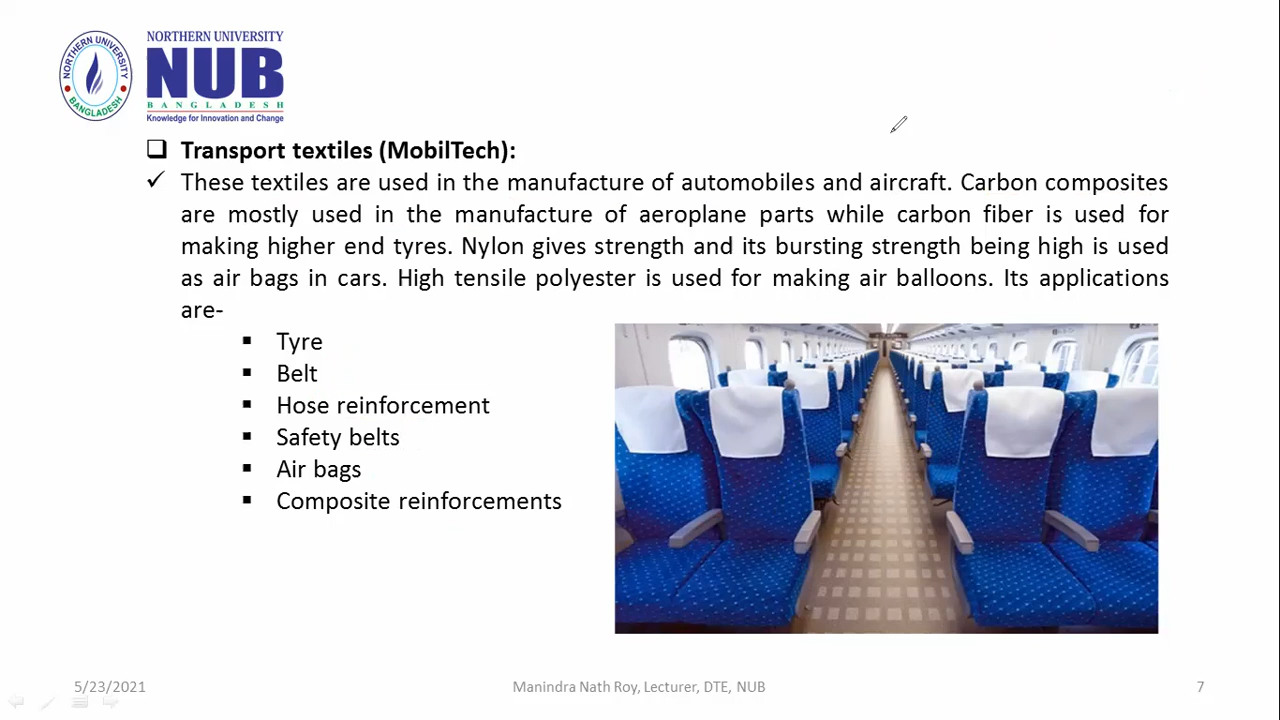 NORTHERN UNIVERSITY
BANGLADESH
NORTHERN UNIVERSITY
NUB
BANGLADESH
Knowledge for Innovation and Change
Transport textiles (MobilTech):
These textiles are used in the manufacture of automobiles and aircraft. Carbon composites
are mostly used in the manufacture of aeroplane parts while carbon fiber is used for
making higher end tyres. Nylon gives strength and its bursting strength being high is used
as air bags in cars. High tensile polyester is used for making air balloons. Its applications
are-
Tyre
Belt
Hose reinforcement
Safety belts
Air bags
Composite reinforcements
5/23/2021
Manindra Nath Roy, Lecturer, DTE, NUB
7